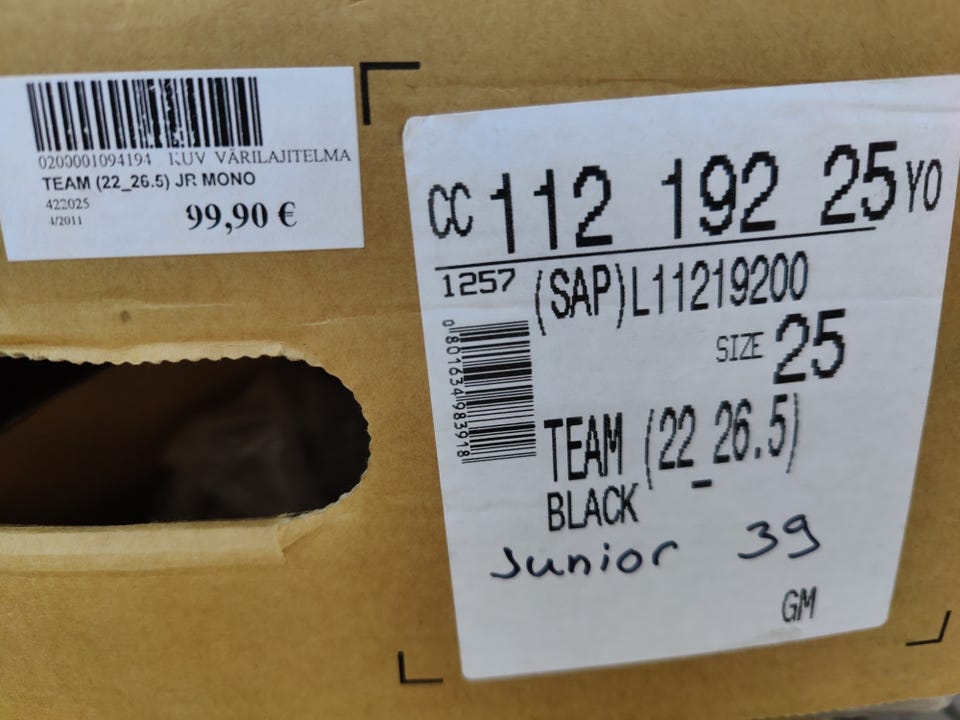 0200001094194 KUV VÄRILAJITELMA
TEAM (22_26.5) JR MONO
422025
4/2011
99,90 €
CC 112 192 25 YO
1257 (SAP)L11219200
SIZE 25
0801634983918
TEAM (22_26.5)
BLACK
Junior 39
GM